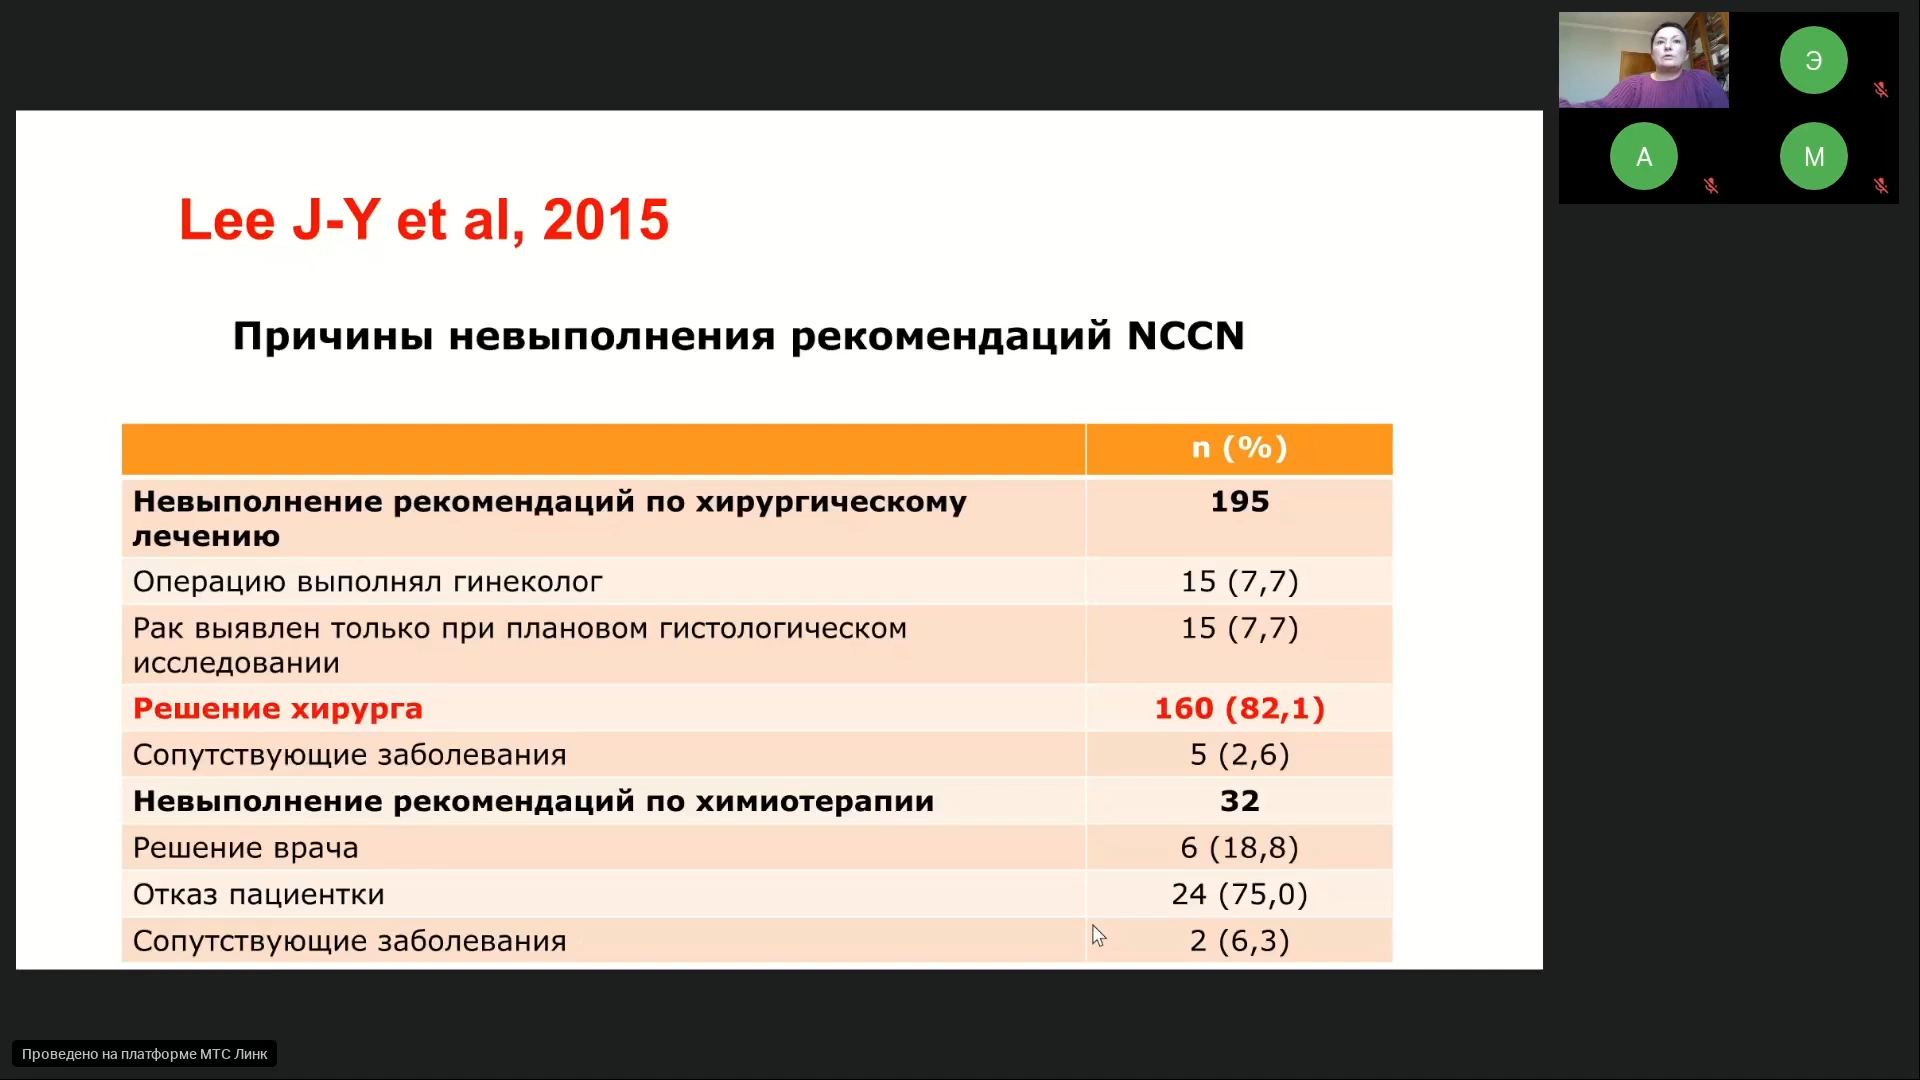 Lee J-Y et al, 2015
Причины невыполнения рекомендаций NCCN
n (%)
Невыполнение рекомендаций по хирургическому
лечению
195
Операцию выполнял гинеколог
15 (7,7)
Рак выявлен только при плановом гистологическом
исследовании
15 (7,7)
Решение хирурга
160 (82,1)
Сопутствующие заболевания
5 (2,6)
Невыполнение рекомендаций по химиотерапии
32
Решение врача
6 (18,8)
Отказ пациентки
24 (75,0)
Сопутствующие заболевания
2 (6,3)
Э
А
М
Проведено на платформе МТС Линк